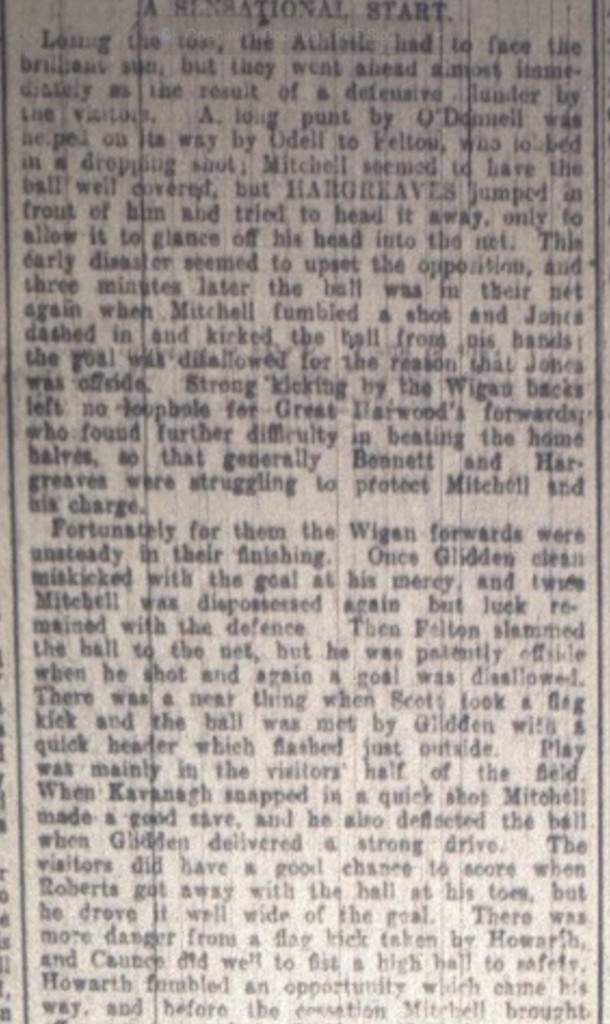 A SENSATIONAL START.
Losing the toss, the Athletic had to face the
brilliant sun, but they went ahead almost imme-
diately as the result of a defensive blunder by
the visitors. A long punt by O'Donnell was
helped on its way by Odell to Felton, who lobbed
in a dropping shot; Mitchell seemed to have the
ball well covered, but HARGREAVES jumped in
front of him and tried to head it away, only to
allow it to glance off his head into the net. This
early disaster seemed to upset the opposition, and
three minutes later the ball was in their net
again when Mitchell fumbled a shot and Jones
dashed in and kicked the ball from his hands;
the goal was disallowed for the reason that Jones
was offside. Strong kicking by the Wigan backs
left no loophole for Great Harwood's forwards,
who found further difficulty in beating the home
halves, so that generally Bennett and Har-
greaves were struggling to protect Mitchell and
his charge.
Fortunately for them the Wigan forwards were
unsteady in their finishing. Once Glidden clean
miskicked with the goal at his mercy, and twice
Mitchell was dispossessed again but luck re-
mained with the defence. Then Felton slammed
the ball to the net, but he was patently offside
when he shot and again a goal was disallowed.
There was a near thing when Scott took a flag
kick and the ball was met by Glidden with a
quick header which flashed just outside. Play
was mainly in the visitors' half of the field.
When Kavanagh snapped in a quick shot Mitchell
made a good save, and he also deflected the ball
when Glidden delivered a strong drive. The
visitors did have a good chance to score when
Roberts got away with the ball at his toes, but
he drove it well wide of the goal. There was
more danger from a flag kick taken by Howarth,
and Caunce did well to fist a high ball to safety.
Howarth fumbled an opportunity which came his
way, and before the cessation Mitchell brought